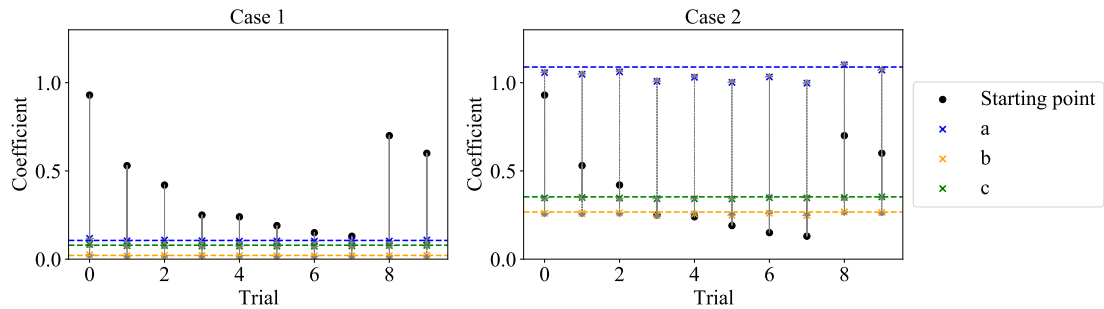 Case 1
Coefficient
1.0
0.5
0.0
0 2 4 6 8
Trial
Case 2
Coefficient
1.0
0.5
0.0
0 2 4 6 8
Trial
Starting point
a
b
c